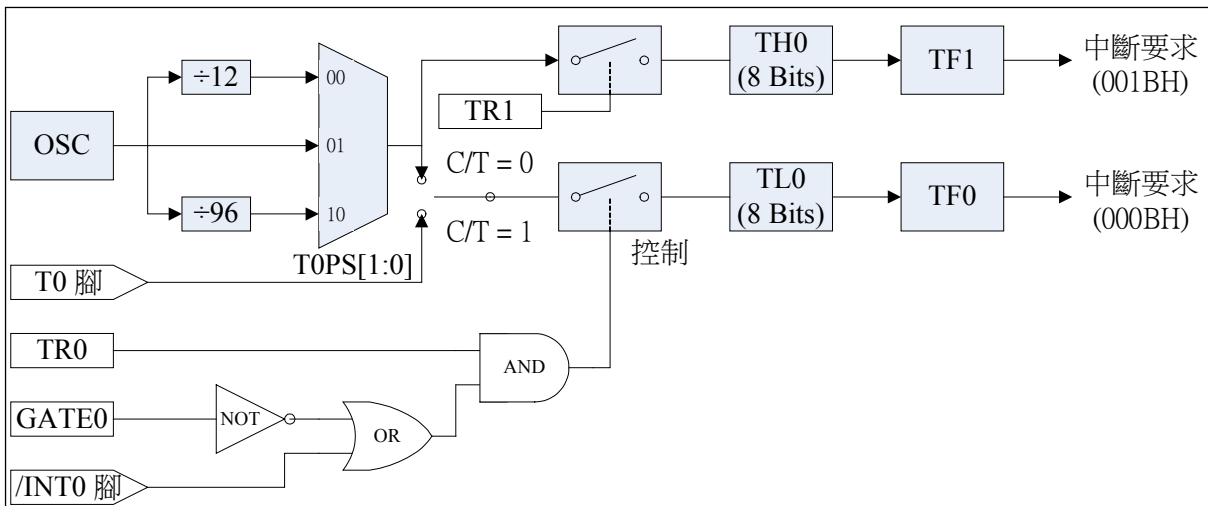 ÷12
OSC
÷96
00
01
10
T0PS[1:0]
TR1
C/T = 0
C/T = 1
TH0
(8 Bits)
TF1
中斷要求
(001BH)
TL0
(8 Bits)
TF0
中斷要求
(000BH)
控制
T0 腳
TR0
GATE0
/INT0 腳
NOT
OR
AND